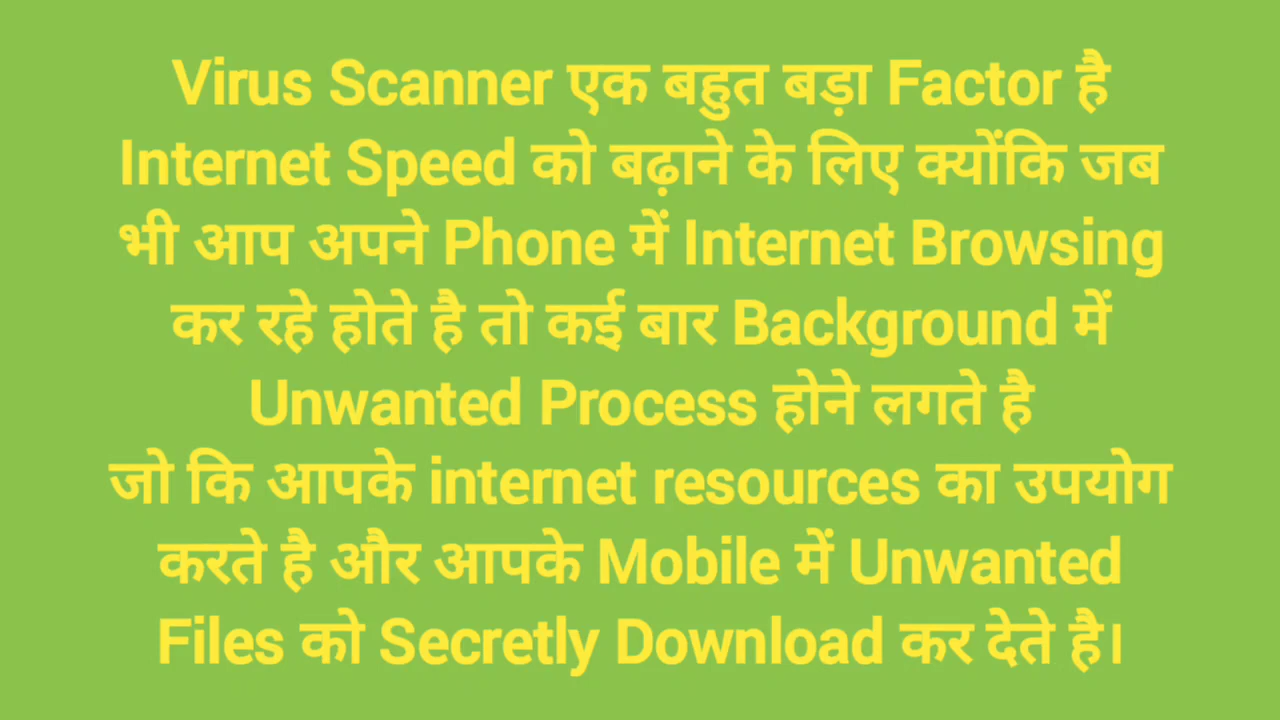 Virus Scanner एक बहुत बड़ा Factor है
Internet Speed को बढ़ाने के लिए क्योंकि जब
भी आप अपने Phone में Internet Browsing
कर रहे होते है तो कई बार Background में
Unwanted Process होने लगते है
जो कि आपके internet resources का उपयोग
करते है और आपके Mobile में Unwanted
Files को Secretly Download कर देते है।